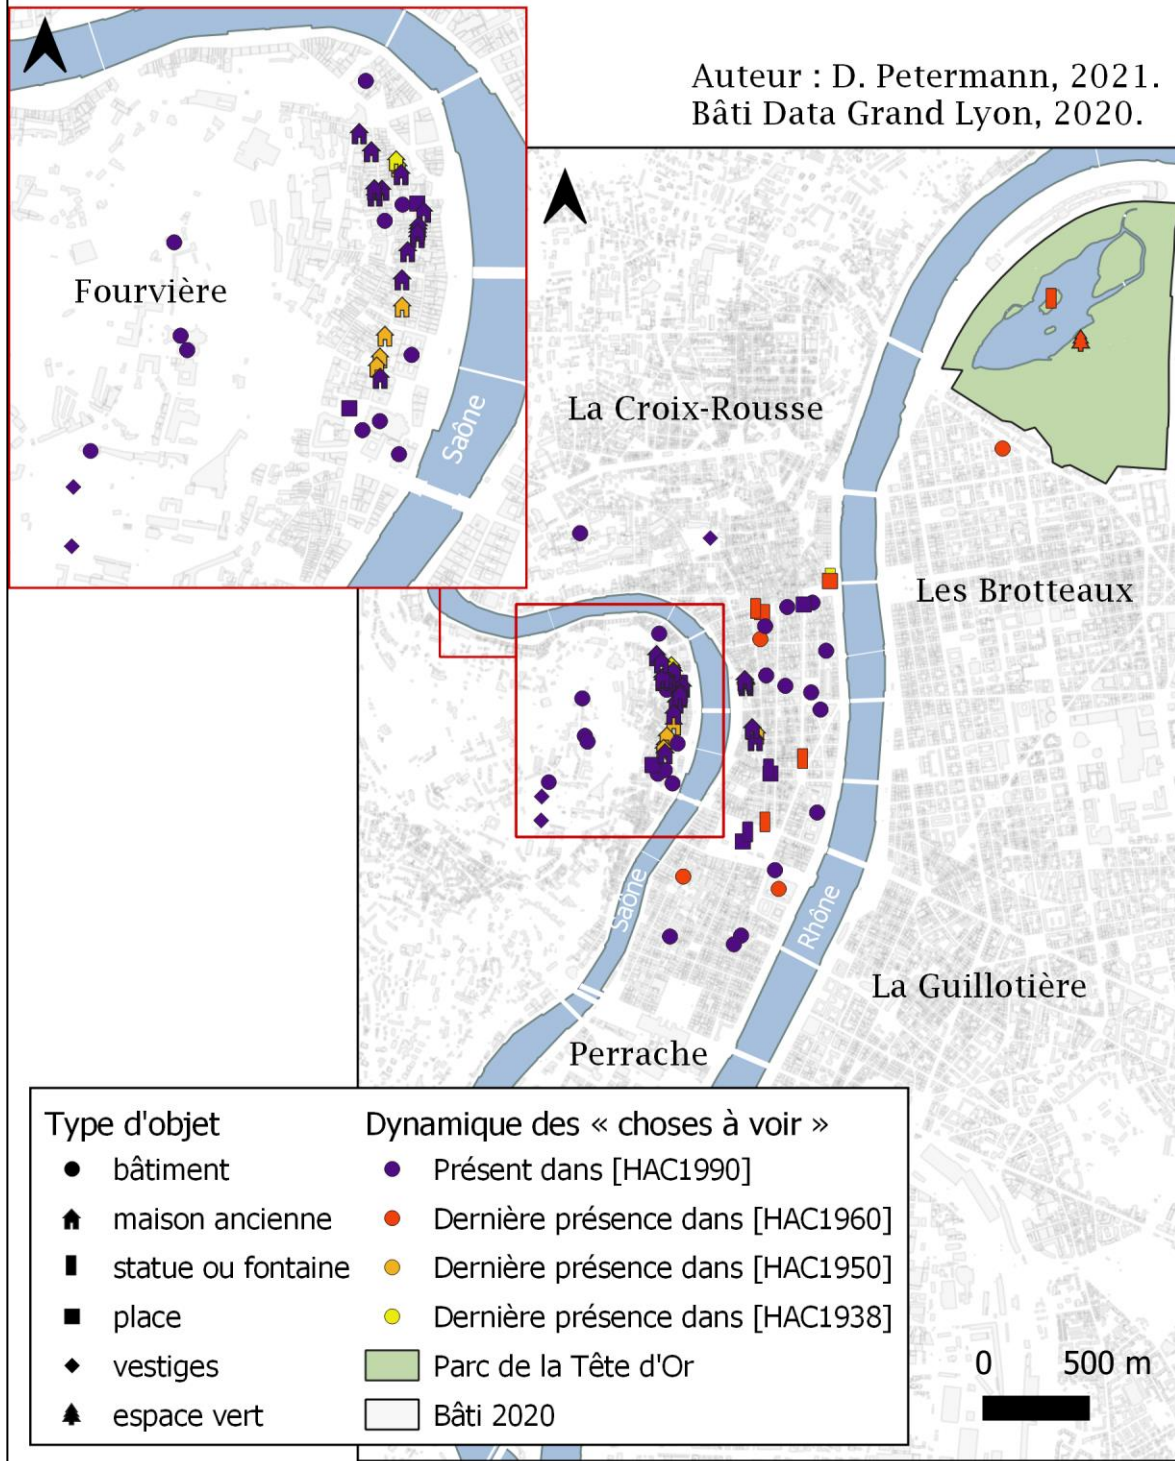 Auteur : D. Petermann, 2021.
Bâti Data Grand Lyon, 2020.
Fourvière
Saône
La Croix-Rousse
Les Brotteaux
Saône
Rhône
La Guillotière
Perrache
Type d'objet
bâtiment
maison ancienne
statue ou fontaine
place
vestiges
espace vert
Dynamique des « choses à voir »
Présent dans [HAC1990]
Dernière présence dans [HAC1960]
Dernière présence dans [HAC1950]
Dernière présence dans [HAC1938]
Parc de la Tête d'Or
Bâti 2020
0 500 m